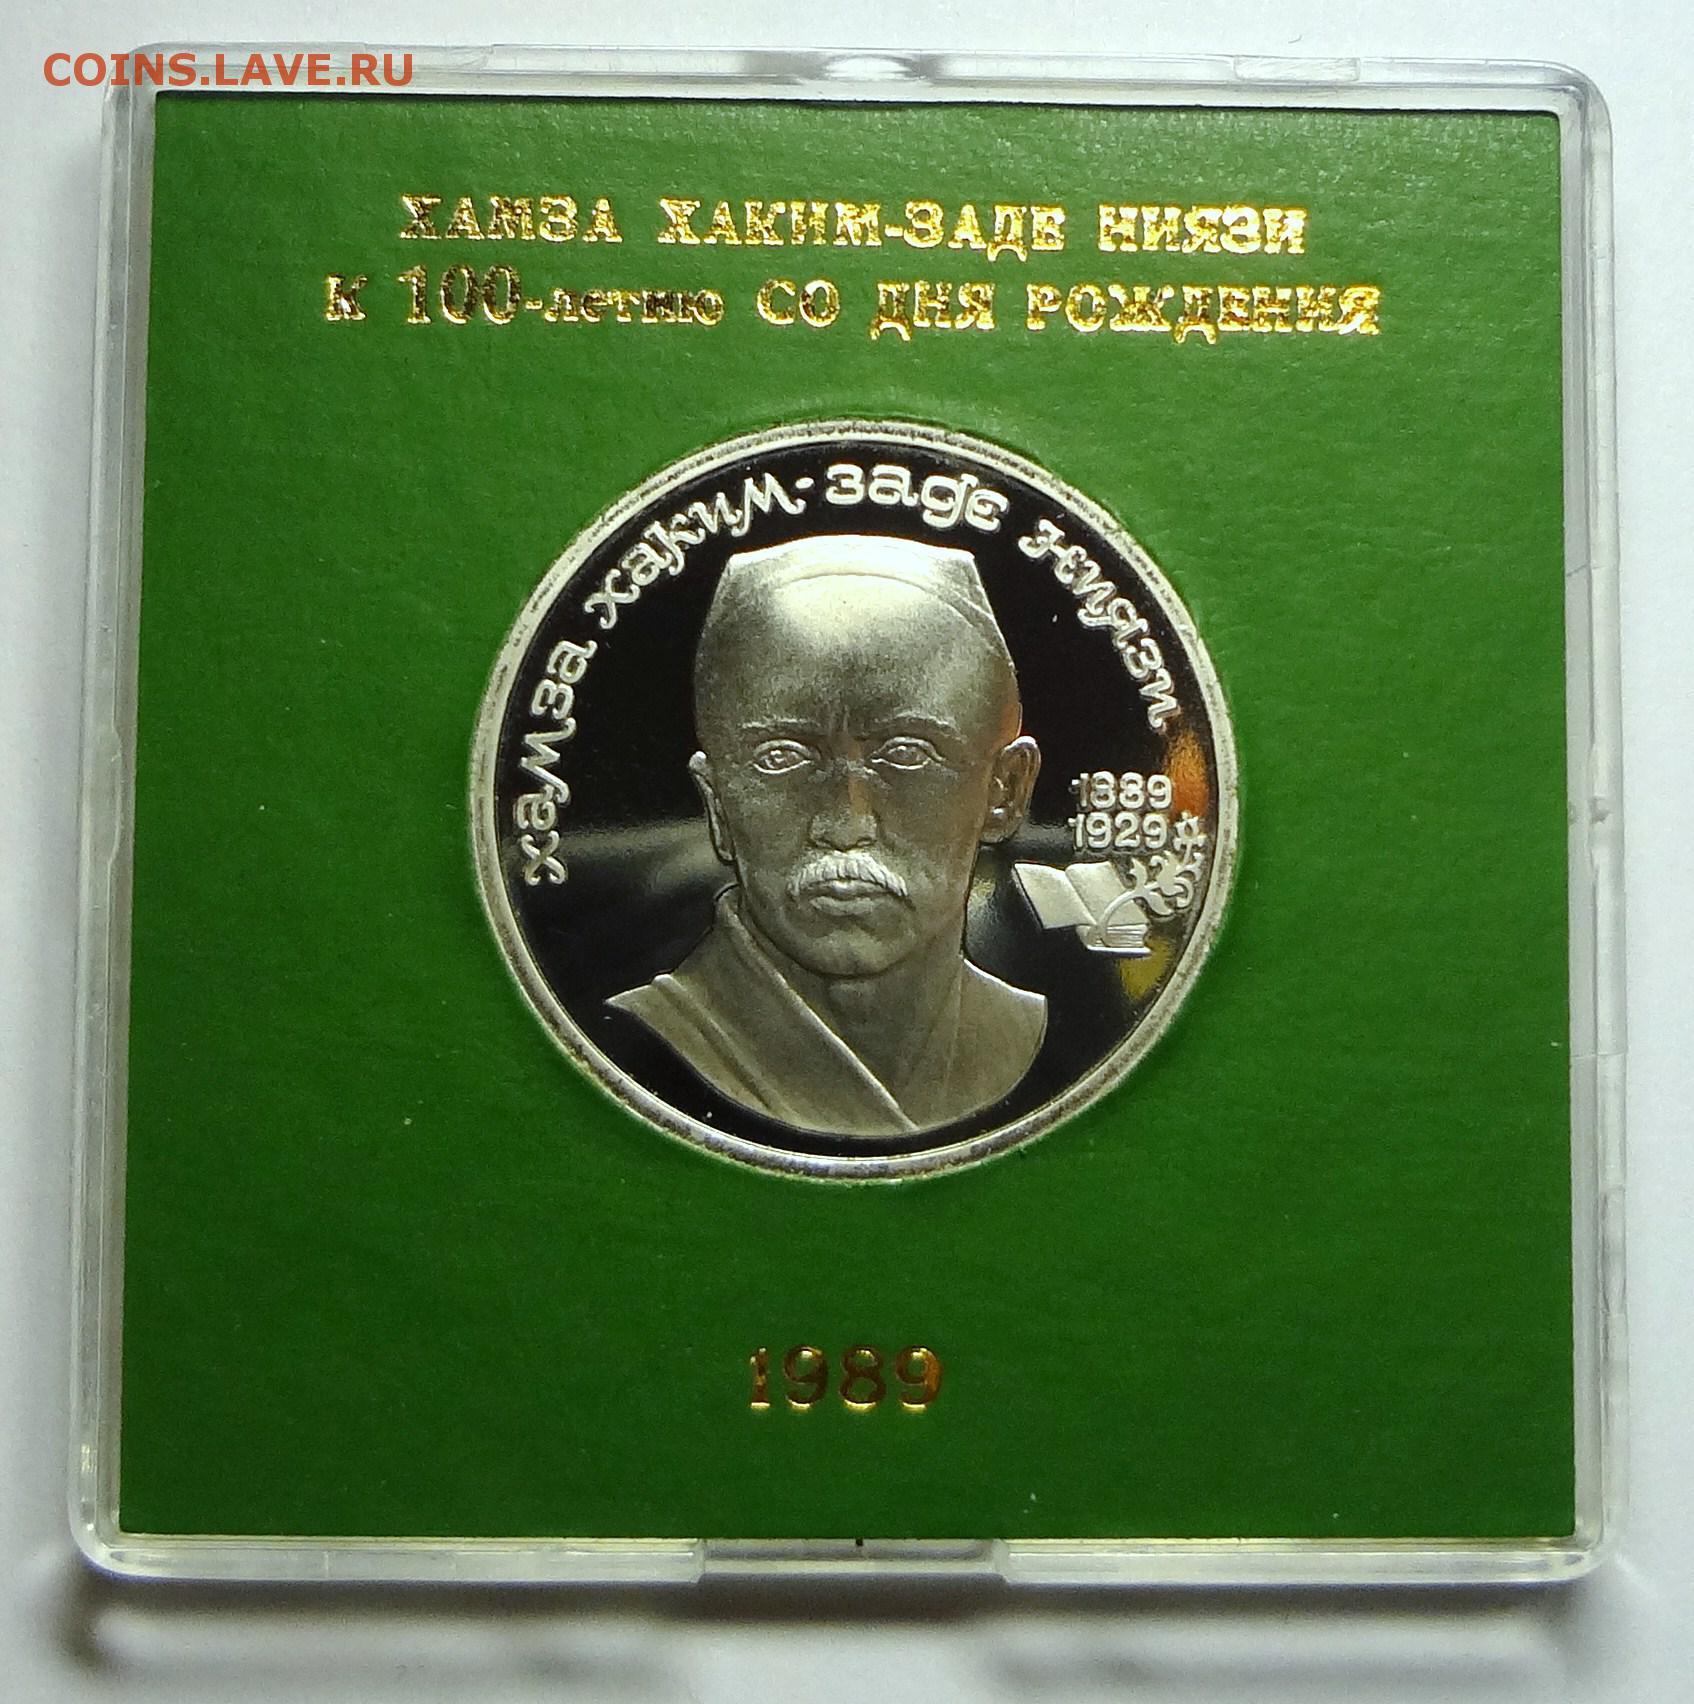 COINS.LAVE.RU
ХАМЗА ХАКИМ-ЗАДЕ НИЯЗИ
К 100-летию СО ДНЯ РОЖДЕНИЯ
хамза хаким-заде ниязи
1889
1929
1989